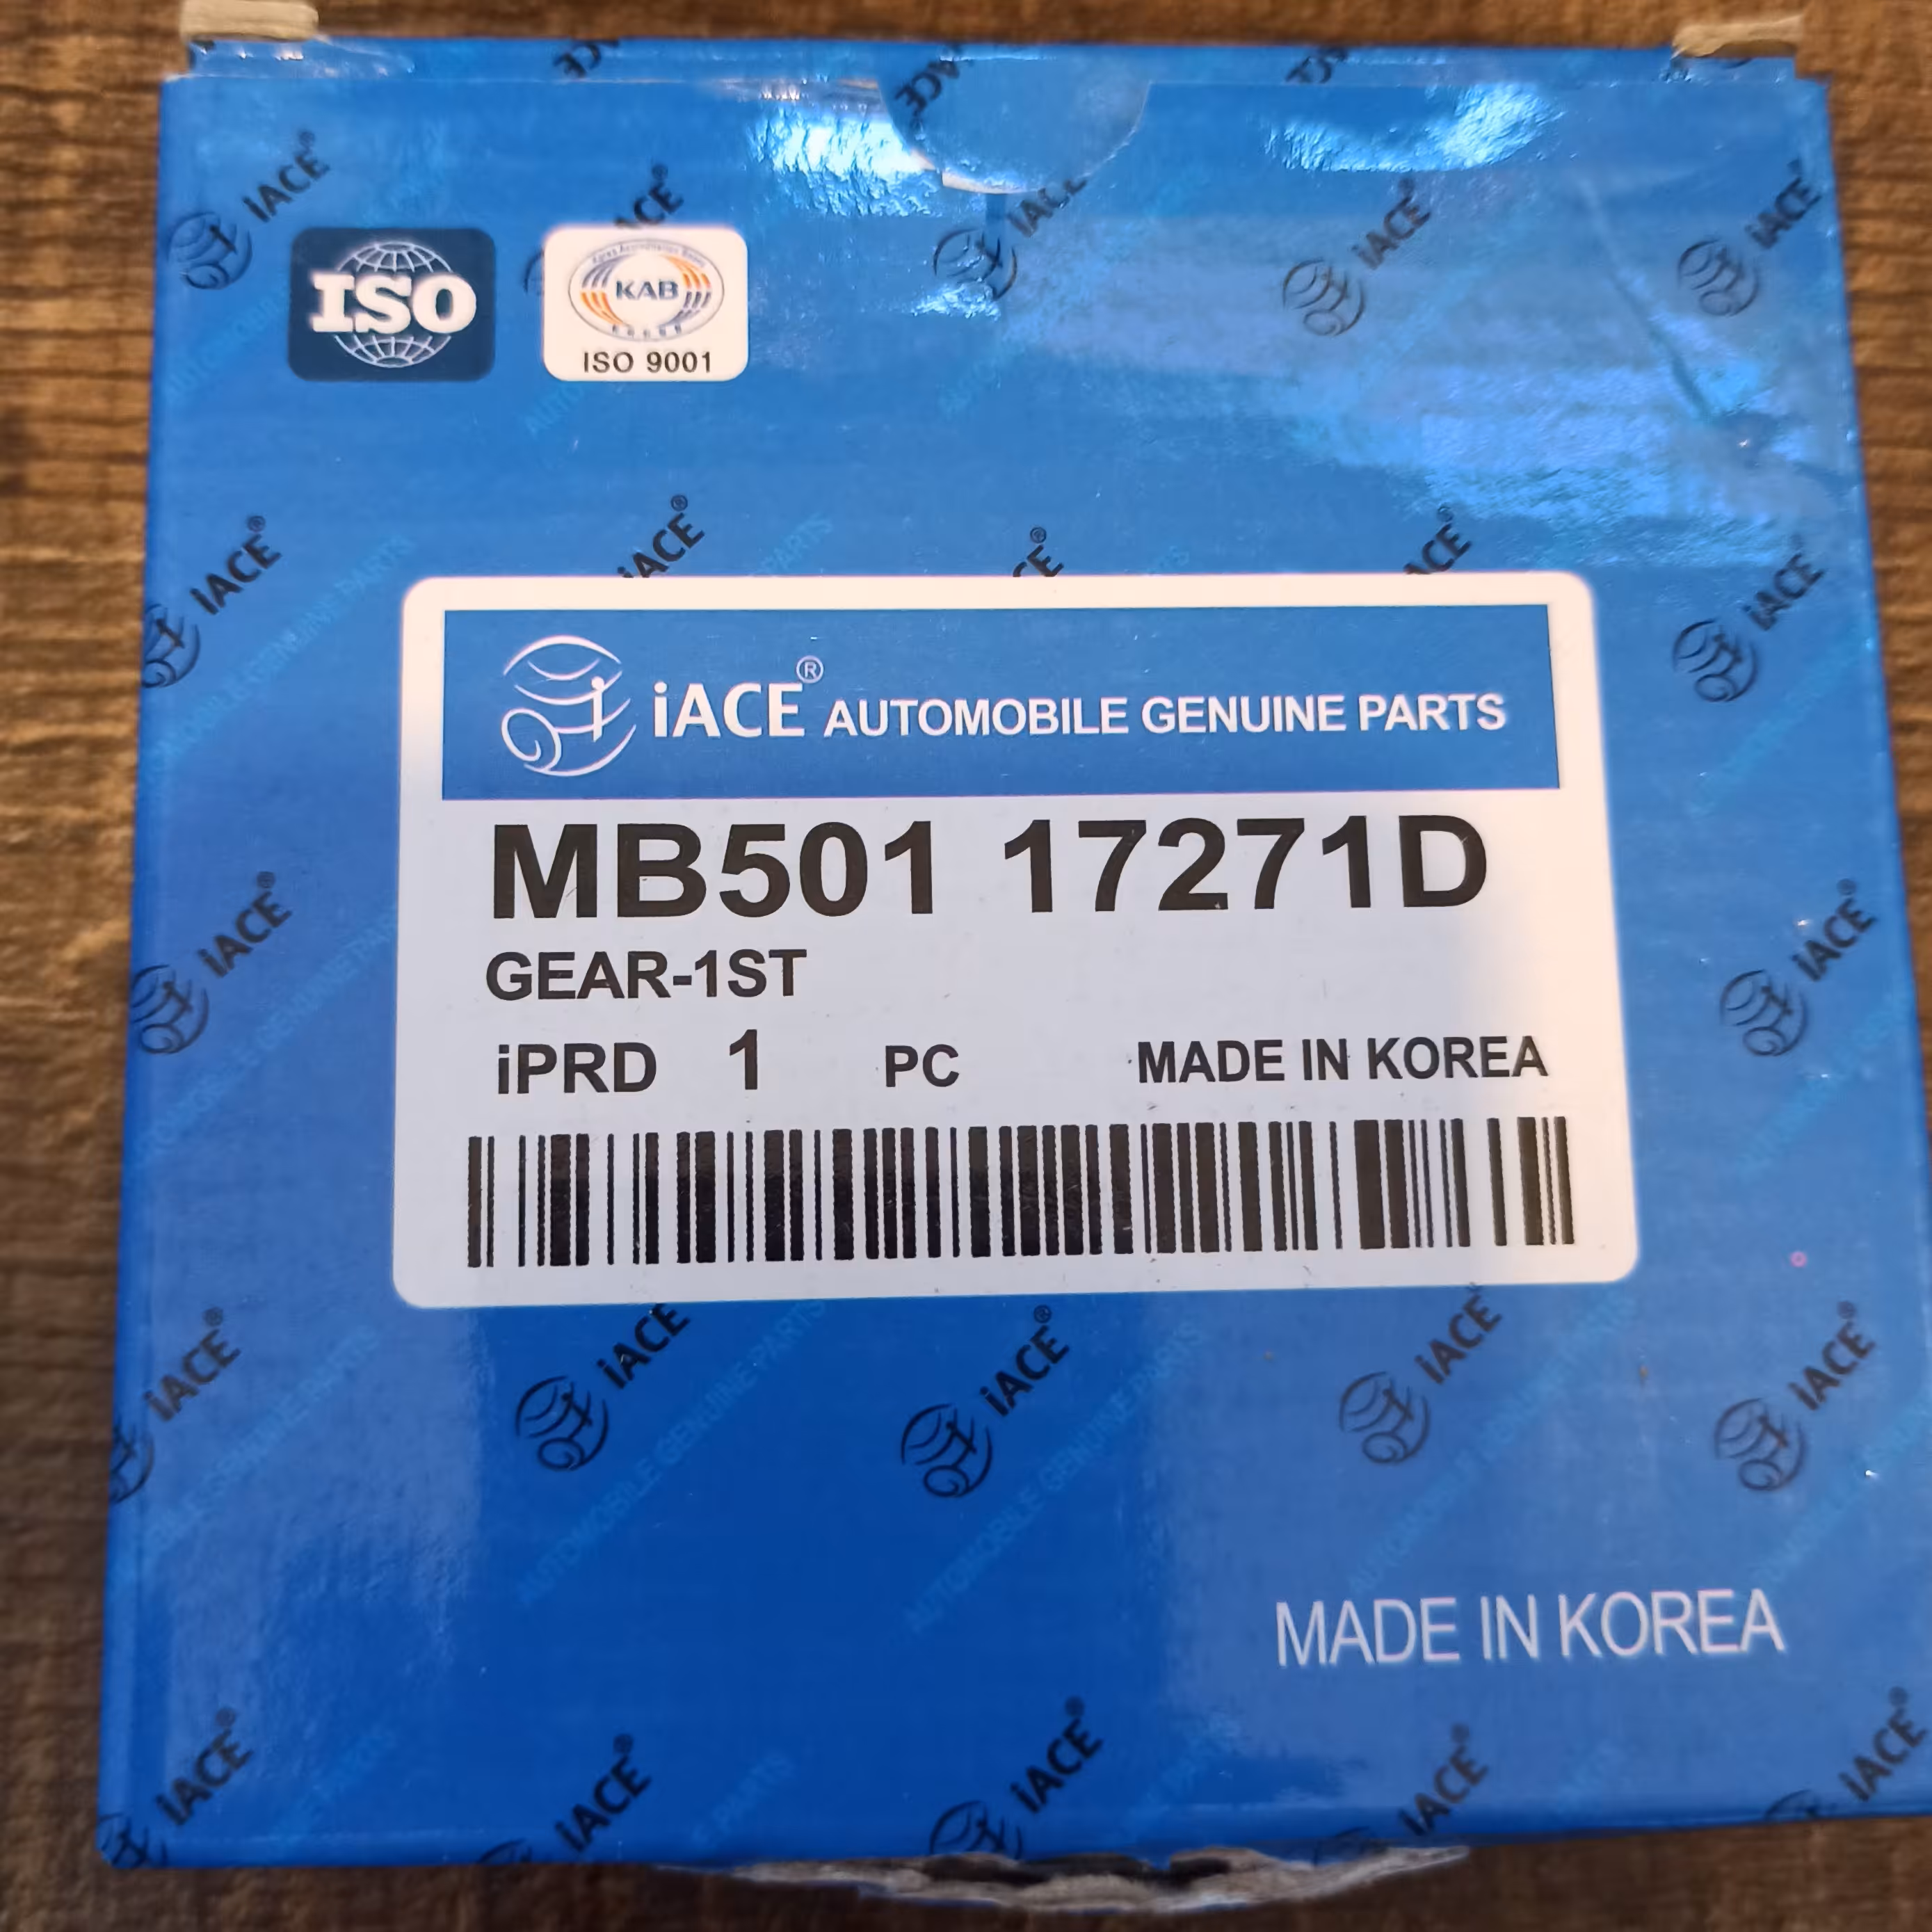 ISO
KAB
ISO 9001
iACE® AUTOMOBILE GENUINE PARTS
MB501 17271D
GEAR-1ST
iPRD 1 PC MADE IN KOREA
MADE IN KOREA